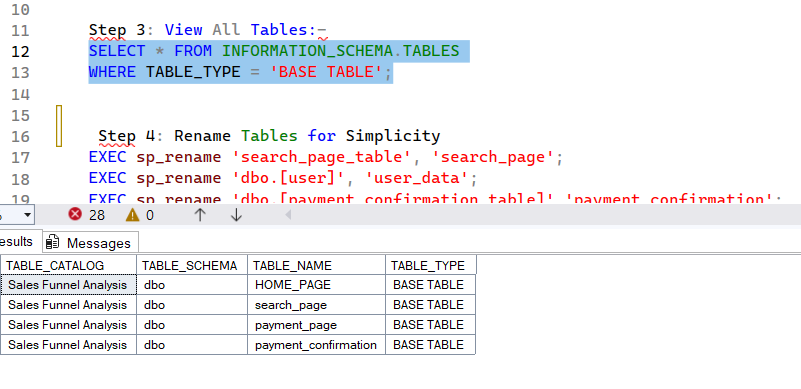 10
11 Step 3: View All Tables:-
12 SELECT * FROM INFORMATION_SCHEMA.TABLES
13 WHERE TABLE_TYPE = 'BASE TABLE';
14
15
16 Step 4: Rename Tables for Simplicity
17 EXEC sp_rename 'search_page_table', 'search_page';
18 EXEC sp_rename 'dbo.[user]', 'user_data';
19 EXEC sp_rename 'dbo.[payment_confirmation_table]' 'payment_confirmation';
28 0
esults Messages
TABLE_CATALOG TABLE_SCHEMA TABLE_NAME TABLE_TYPE
Sales Funnel Analysis dbo HOME_PAGE BASE TABLE
Sales Funnel Analysis dbo search_page BASE TABLE
Sales Funnel Analysis dbo payment_page BASE TABLE
Sales Funnel Analysis dbo payment_confirmation BASE TABLE